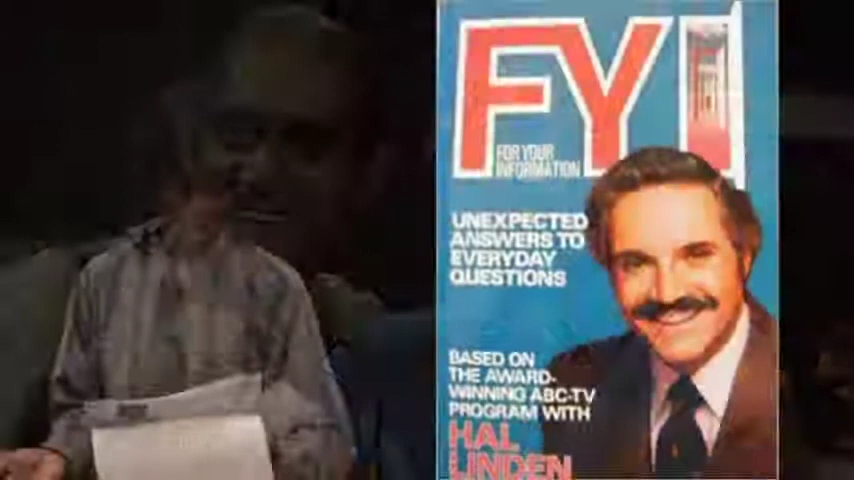 FYI
FOR YOUR
INFORMATION
UNEXPECTED
ANSWERS TO
EVERYDAY
QUESTIONS
BASED ON
THE AWARD-
WINNING ABC-TV
PROGRAM WITH
HAL
LINDEN